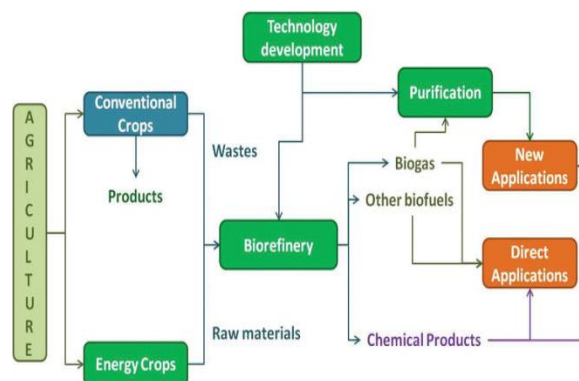 Technology
development
AGRICULTURE
Conventional
Crops
Purification
Wastes
Biogas
New
Applications
Products
Other biofuels
Biorefinery
Direct
Applications
Raw materials
Chemical Products
Energy Crops